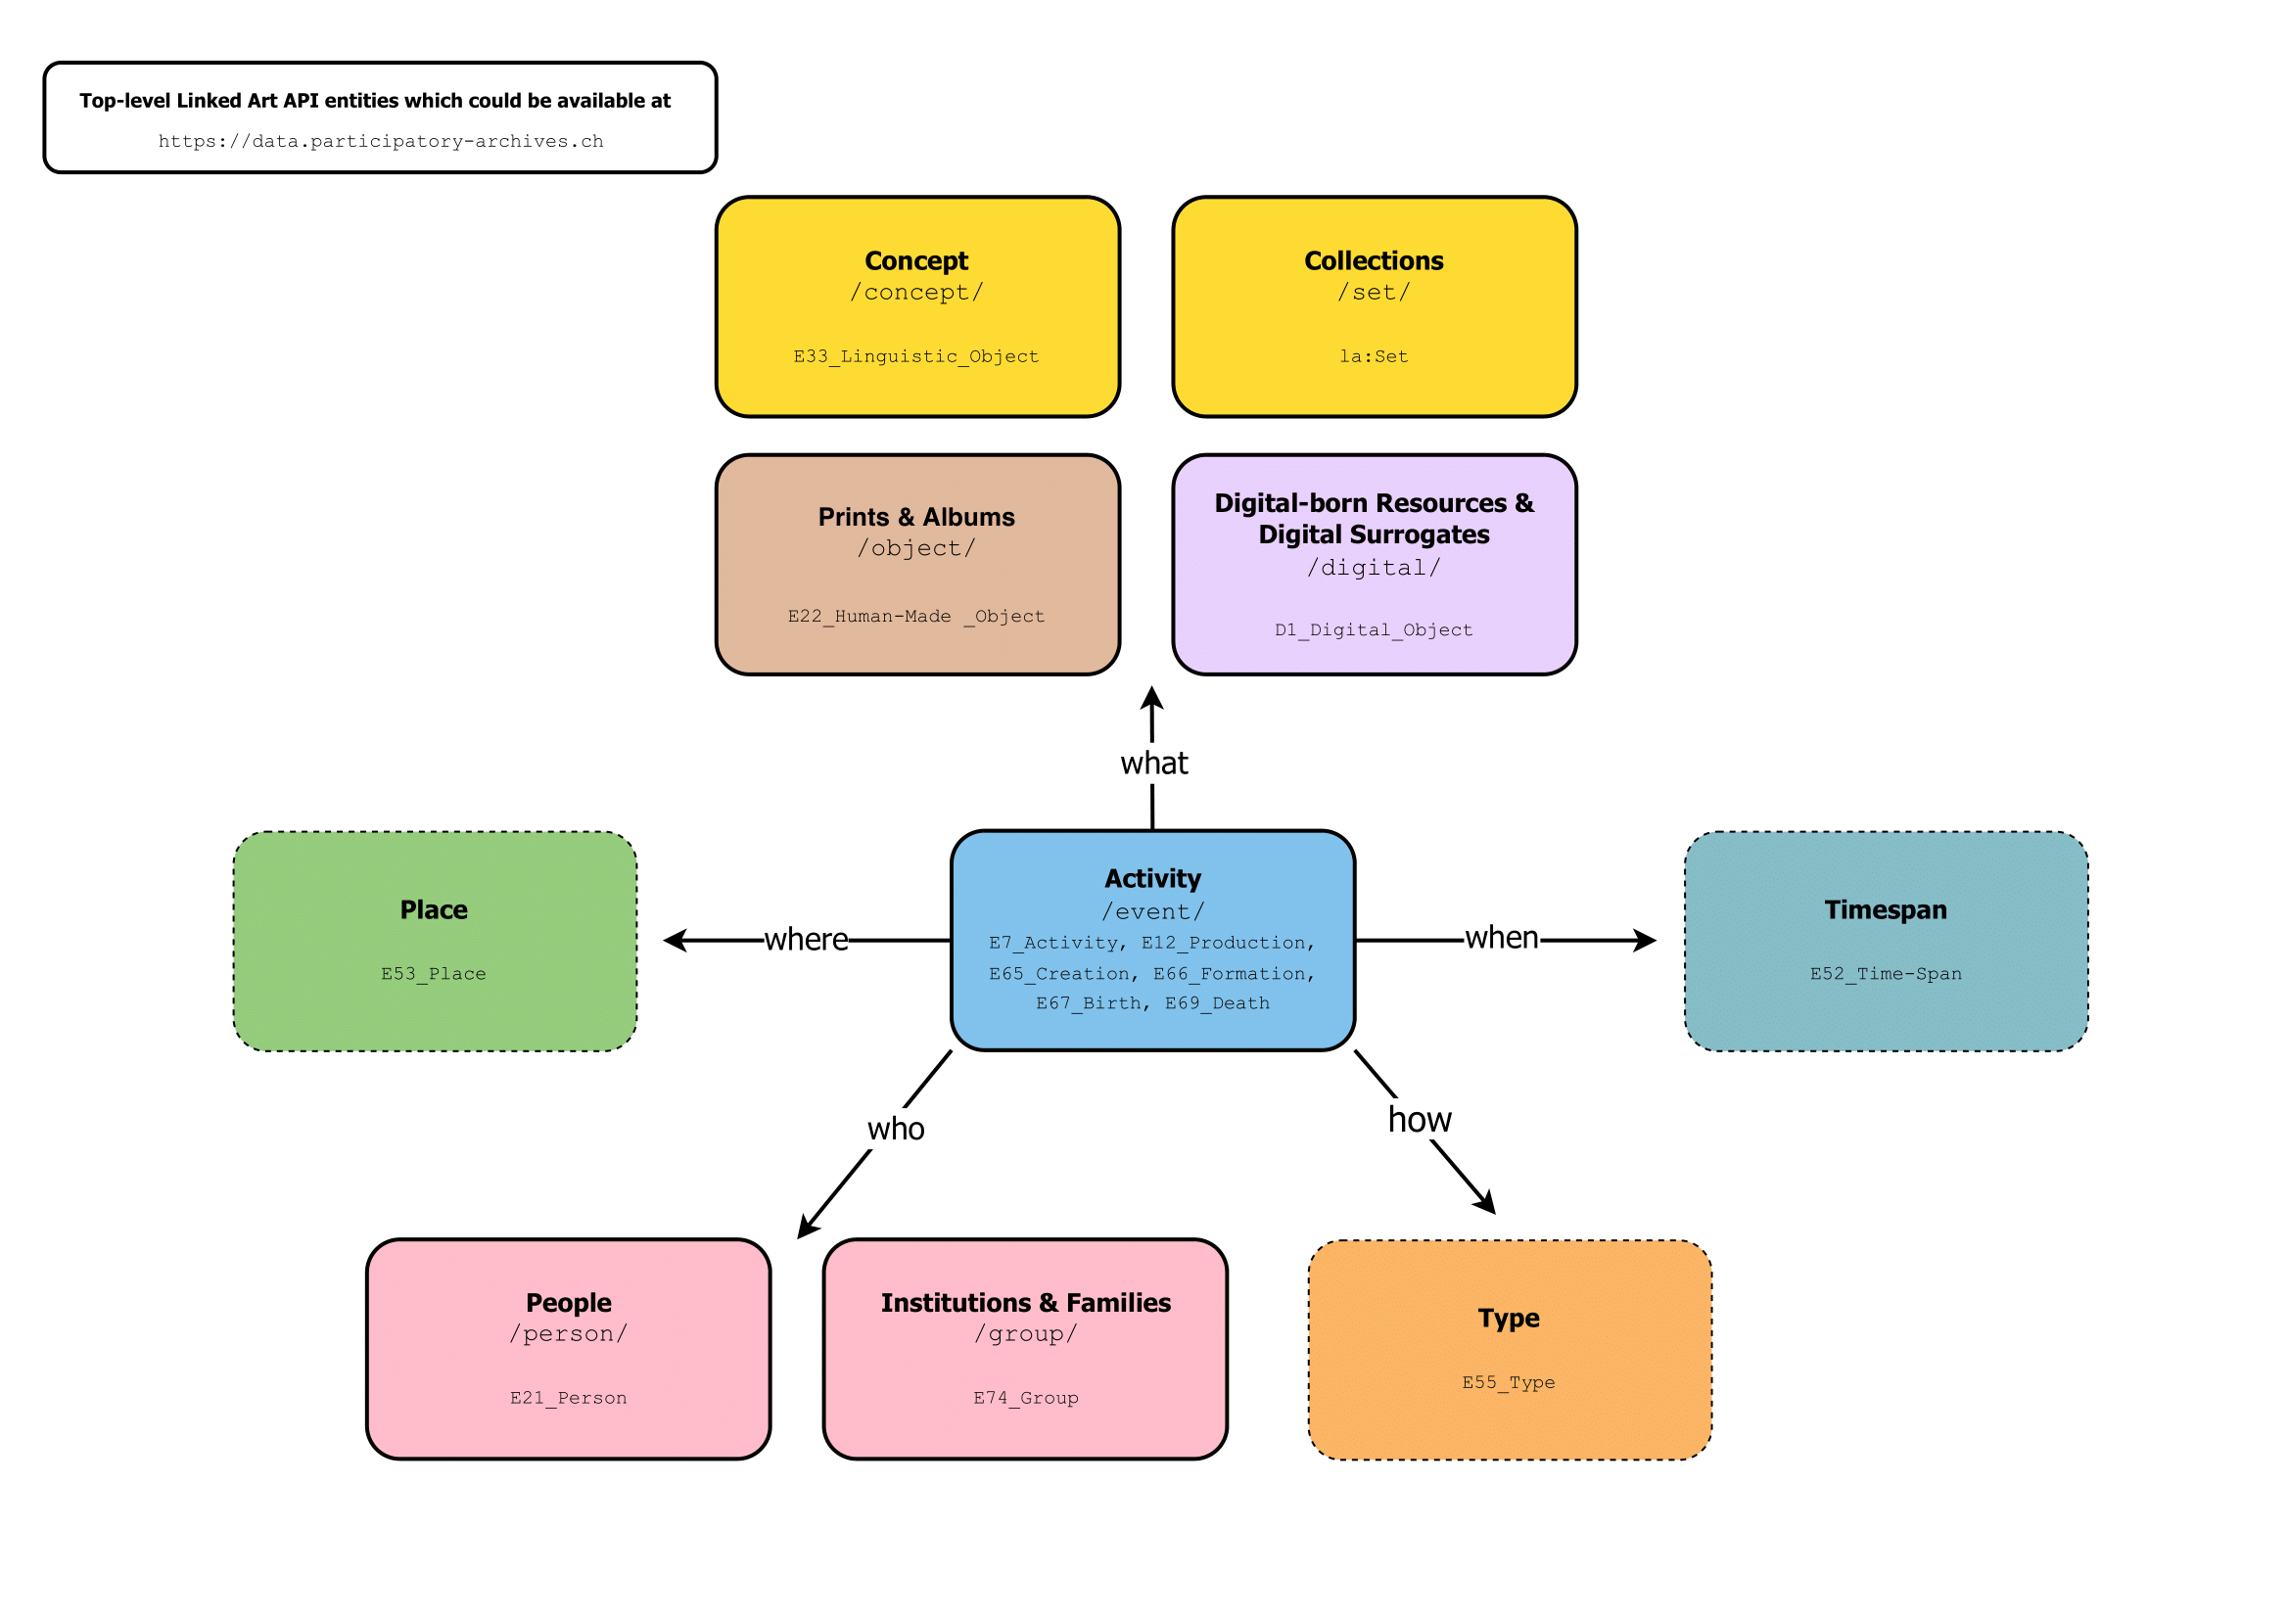 Top-level Linked Art API entities which could be available at
https://data.participatory-archives.ch
Concept
/concept/
E33_Linguistic_Object
Collections
/set/
la:Set
Prints & Albums
/object/
E22_Human-Made _Object
Digital-born Resources &
Digital Surrogates
/digital/
D1_Digital_Object
what
Place
E53_Place
where
Activity
/event/
E7_Activity, E12_Production,
E65_Creation, E66_Formation,
E67_Birth, E69_Death
when
Timespan
E52_Time-Span
who
how
People
/person/
E21_Person
Institutions & Families
/group/
E74_Group
Type
E55_Type